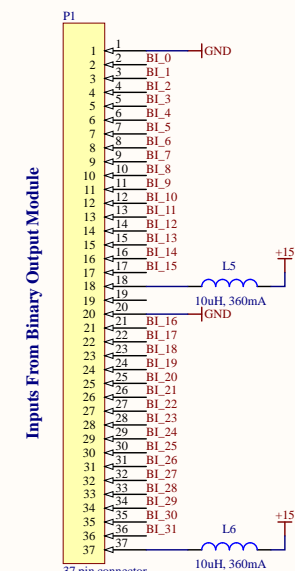 P1
Inputs From Binary Output Module
1 1 GND
2 2 BI_0
3 3 BI_1
4 4 BI_2
5 5 BI_3
6 6 BI_4
7 7 BI_5
8 8 BI_6
9 9 BI_7
10 10 BI_8
11 11 BI_9
12 12 BI_10
13 13 BI_11
14 14 BI_12
15 15 BI_13
16 16 BI_14
17 17 BI_15
18 18 L5 +15
10uH, 360mA
19 19
20 20 GND
21 21 BI_16
22 22 BI_17
23 23 BI_18
24 24 BI_19
25 25 BI_20
26 26 BI_21
27 27 BI_22
28 28 BI_23
29 29 BI_24
30 30 BI_25
31 31 BI_26
32 32 BI_27
33 33 BI_28
34 34 BI_29
35 35 BI_30
36 36 BI_31
37 37 L6 +15
10uH, 360mA
37 pin connector